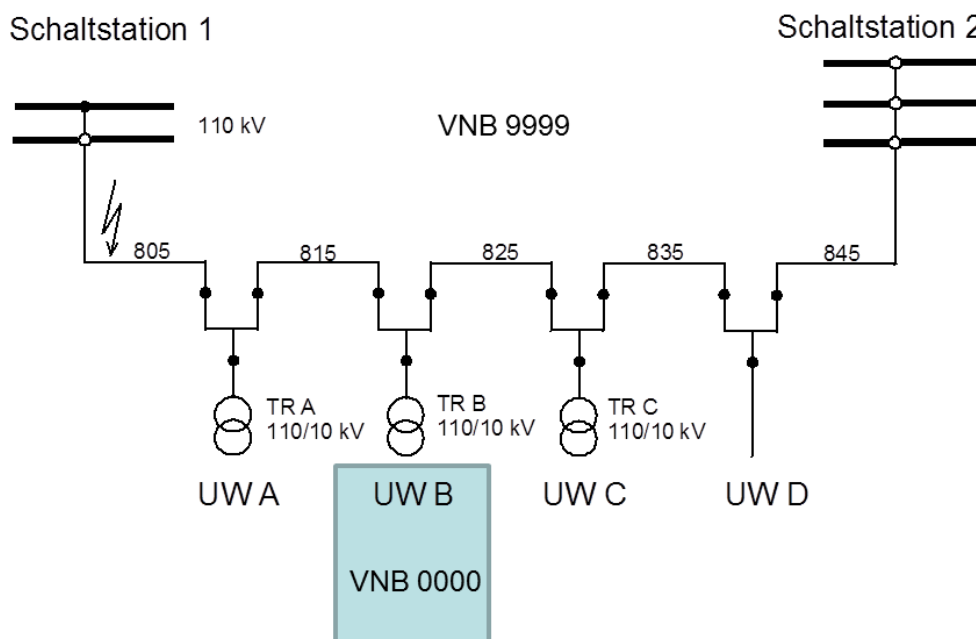 Schaltstation 1
Schaltstation 2
110 kV
VNB 9999
805
815
825
835
845
TR A
110/10 kV
TR B
110/10 kV
TR C
110/10 kV
UW A
UW B
UW C
UW D
VNB 0000